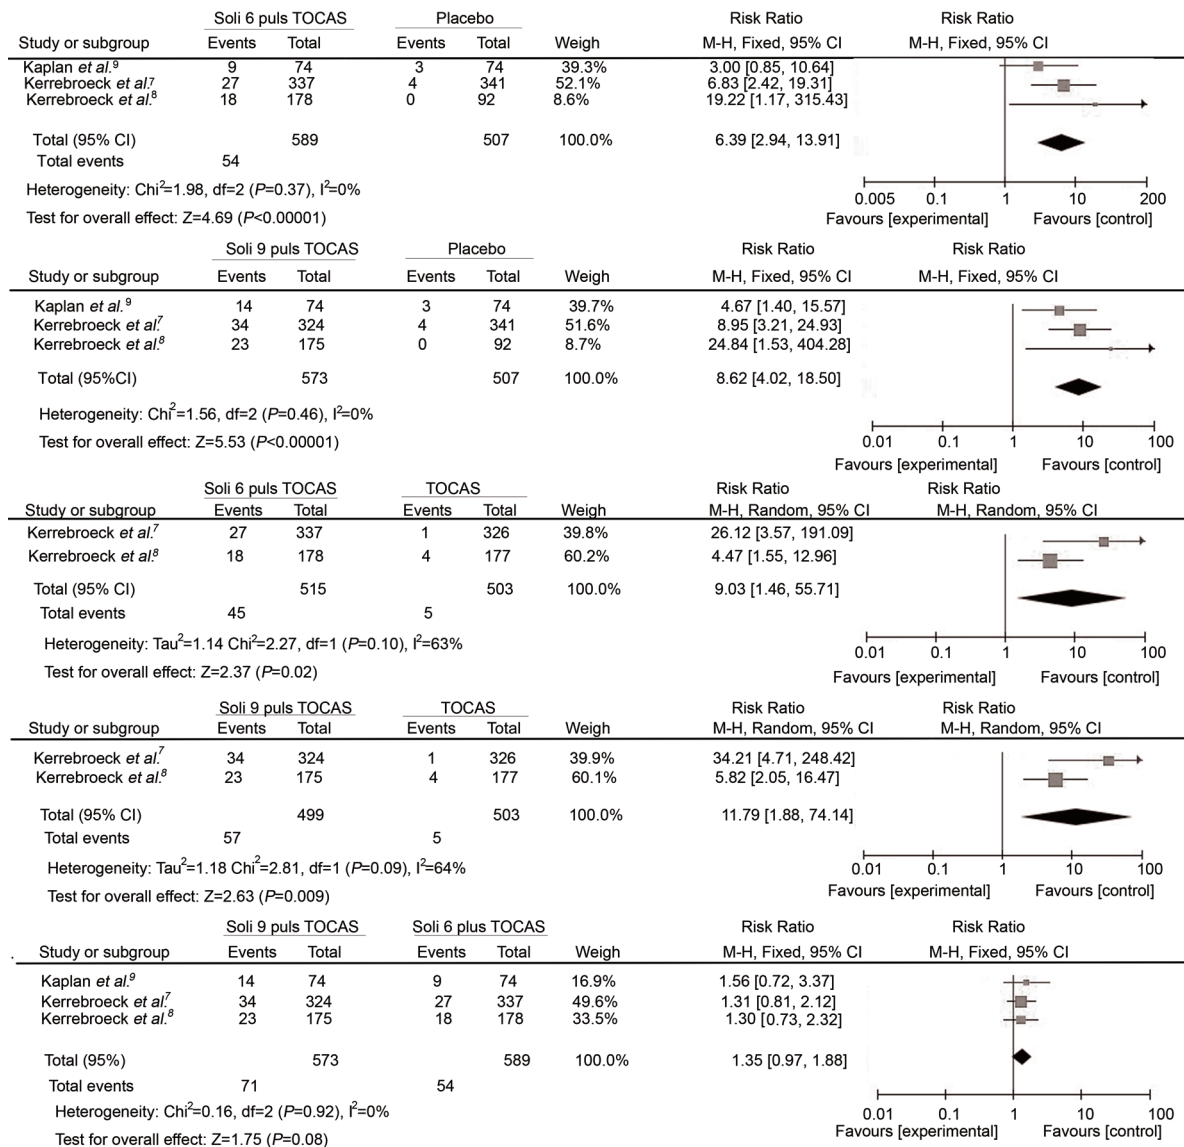 Soli 6 puls TOCAS Placebo Risk Ratio Risk Ratio
Study or subgroup Events Total Events Total Weigh M-H, Fixed, 95% CI M-H, Fixed, 95% CI
Kaplan et al.⁹ 9 74 3 74 39.3% 3.00 [0.85, 10.64]
Kerrebroeck et al.⁷ 27 337 4 341 52.1% 6.83 [2.42, 19.31]
Kerrebroeck et al.⁸ 18 178 0 92 8.6% 19.22 [1.17, 315.43]
Total (95% CI) 589 507 100.0% 6.39 [2.94, 13.91]
Total events 54
Heterogeneity: Chi²=1.98, df=2 (P=0.37), I²=0%
0.005 0.1 1 10 200
Test for overall effect: Z=4.69 (P<0.00001) Favours [experimental] Favours [control]
Soli 9 puls TOCAS Placebo Risk Ratio Risk Ratio
Study or subgroup Events Total Events Total Weigh M-H, Fixed, 95% CI M-H, Fixed, 95% CI
Kaplan et al.⁹ 14 74 3 74 39.7% 4.67 [1.40, 15.57]
Kerrebroeck et al.⁷ 34 324 4 341 51.6% 8.95 [3.21, 24.93]
Kerrebroeck et al.⁸ 23 175 0 92 8.7% 24.84 [1.53, 404.28]
Total (95%CI) 573 507 100.0% 8.62 [4.02, 18.50]
Heterogeneity: Chi²=1.56, df=2 (P=0.46), I²=0%
Test for overall effect: Z=5.53 (P<0.00001) 0.01 0.1 1 10 100
Favours [experimental] Favours [control]
Soli 6 puls TOCAS TOCAS Risk Ratio Risk Ratio
Study or subgroup Events Total Events Total Weigh M-H, Random, 95% CI M-H, Random, 95% CI
Kerrebroeck et al.⁷ 27 337 1 326 39.8% 26.12 [3.57, 191.09]
Kerrebroeck et al.⁸ 18 178 4 177 60.2% 4.47 [1.55, 12.96]
Total (95% CI) 515 503 100.0% 9.03 [1.46, 55.71]
Total events 45 5
Heterogeneity: Tau²=1.14 Chi²=2.27, df=1 (P=0.10), I²=63%
0.01 0.1 1 10 100
Test for overall effect: Z=2.37 (P=0.02) Favours [experimental] Favours [control]
Soli 9 puls TOCAS TOCAS Risk Ratio Risk Ratio
Study or subgroup Events Total Events Total Weigh M-H, Random, 95% CI M-H, Random, 95% CI
Kerrebroeck et al.⁷ 34 324 1 326 39.9% 34.21 [4.71, 248.42]
Kerrebroeck et al.⁸ 23 175 4 177 60.1% 5.82 [2.05, 16.47]
Total (95% CI) 499 503 100.0% 11.79 [1.88, 74.14]
Total events 57 5
Heterogeneity: Tau²=1.18 Chi²=2.81, df=1 (P=0.09), I²=64%
0.01 0.1 1 10 100
Test for overall effect: Z=2.63 (P=0.009) Favours [experimental] Favours [control]
Soli 9 puls TOCAS Soli 6 plus TOCAS Risk Ratio Risk Ratio
Study or subgroup Events Total Events Total Weigh M-H, Fixed, 95% CI M-H, Fixed, 95% CI
Kaplan et al.⁹ 14 74 9 74 16.9% 1.56 [0.72, 3.37]
Kerrebroeck et al.⁷ 34 324 27 337 49.6% 1.31 [0.81, 2.12]
Kerrebroeck et al.⁸ 23 175 18 178 33.5% 1.30 [0.73, 2.32]
Total (95%) 573 589 100.0% 1.35 [0.97, 1.88]
Total events 71 54
Heterogeneity: Chi²=0.16, df=2 (P=0.92), I²=0%
0.01 0.1 1 10 100
Test for overall effect: Z=1.75 (P=0.08) Favours [experimental] Favours [control]